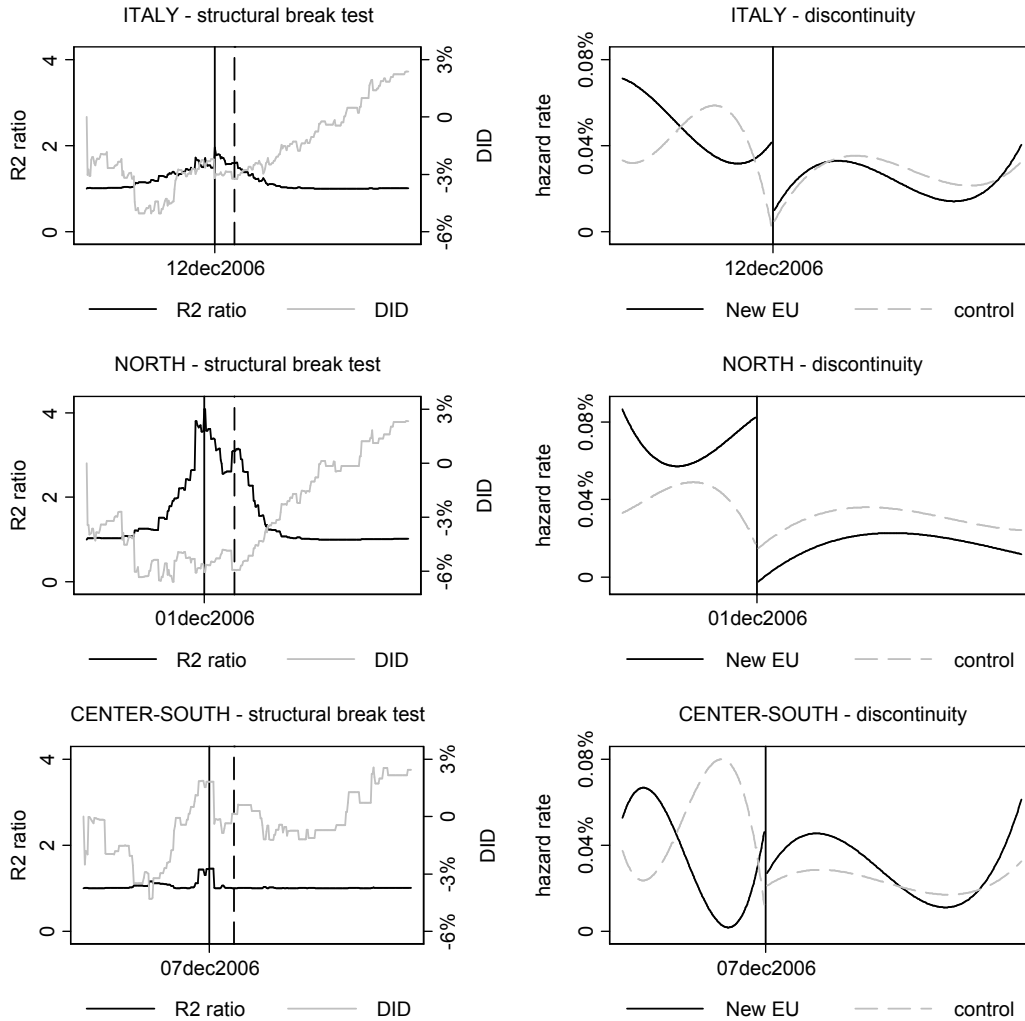 ITALY - structural break test
R2 ratio
4
2
0
DID
3%
0
-3%
-6%
12dec2006
R2 ratio
DID
ITALY - discontinuity
hazard rate
0.08%
0.04%
0
12dec2006
New EU
control
NORTH - structural break test
R2 ratio
4
2
0
DID
3%
0
-3%
-6%
01dec2006
R2 ratio
DID
NORTH - discontinuity
hazard rate
0.08%
0.04%
0
01dec2006
New EU
control
CENTER-SOUTH - structural break test
R2 ratio
4
2
0
DID
3%
0
-3%
-6%
07dec2006
R2 ratio
DID
CENTER-SOUTH - discontinuity
hazard rate
0.08%
0.04%
0
07dec2006
New EU
control